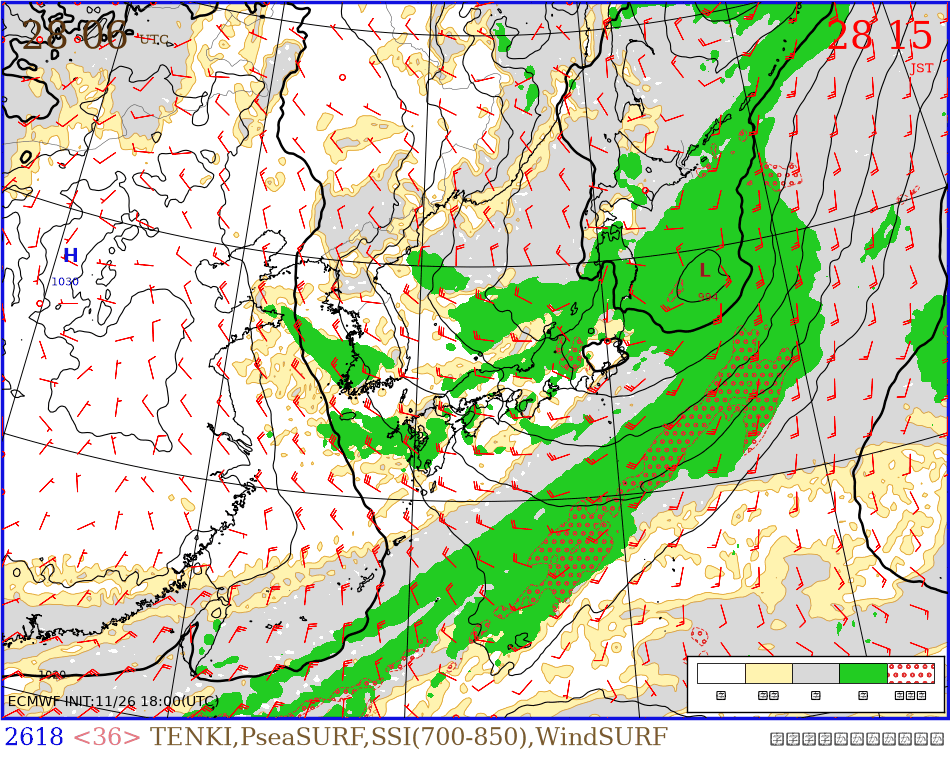 28 06 UTC
28 15
JST
H
1030
L
994
1020
ECMWF INIT:11/26 18:00(UTC)
2618 <36> TENKI,PseaSURF,SSI(700-850),WindSURF